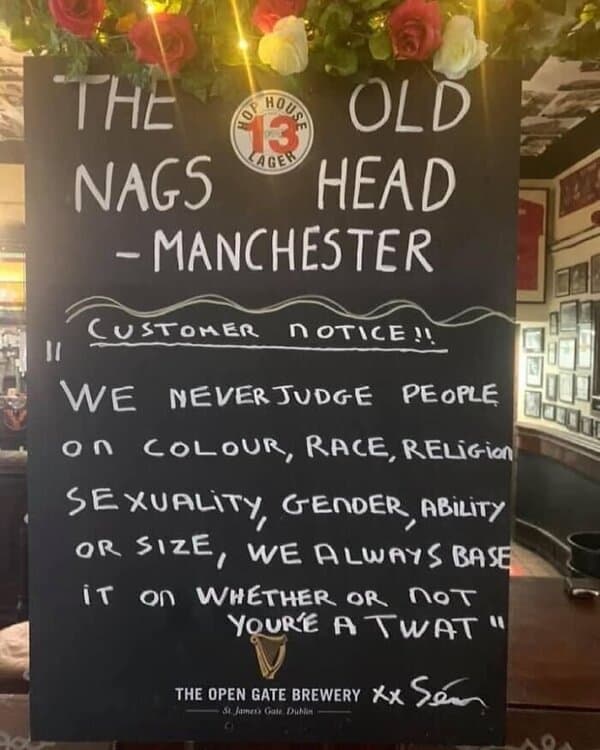 THE OLD
HOP HOUSE
13
LAGER
NAGS HEAD
- MANCHESTER
CUSTOMER NOTICE!!
"WE NEVER JUDGE PEOPLE
on COLOUR, RACE, RELIGION
SEXUALITY, GENDER, ABILITY
OR SIZE, WE ALWAYS BASE
IT on WHETHER OR NOT
YOUR'E A TWAT"
THE OPEN GATE BREWERY xx Seán
St. James's Gate Dublin